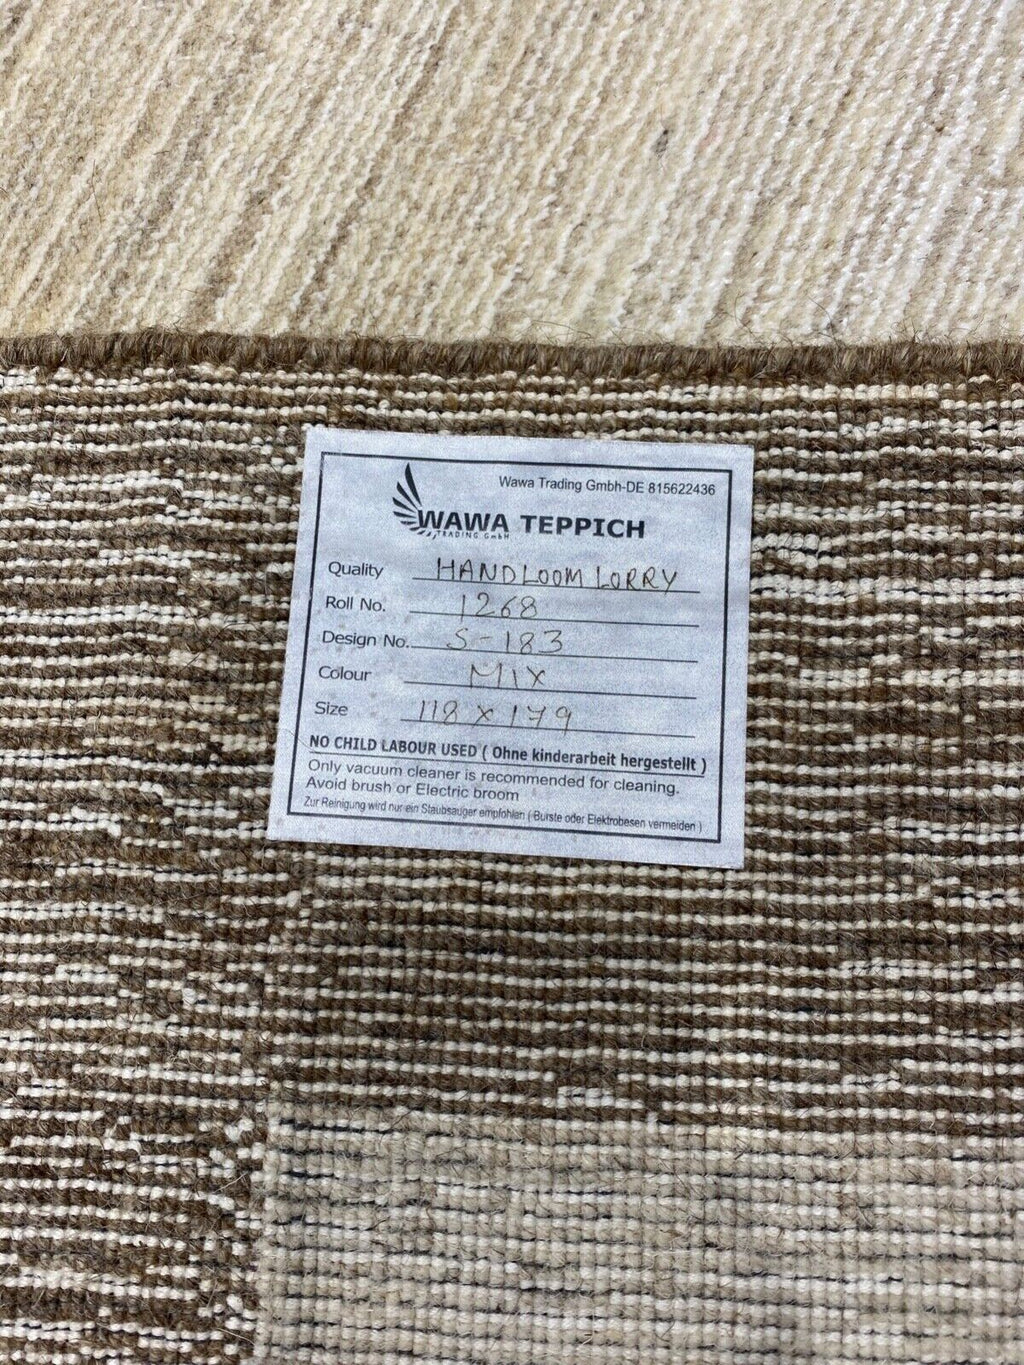 Wawa Trading Gmbh-DE 815622436
WAWA TEPPICH
TRADING GmbH
Quality HANDLOOM LORRY
Roll No. 1268
Design No. S-183
Colour MIX
Size 118 x 179
NO CHILD LABOUR USED ( Ohne kinderarbeit hergestellt )
Only vacuum cleaner is recommended for cleaning.
Avoid brush or Electric broom
Zur Reinigung wird nur ein Staubsauger empfohlen ( Burste oder Elektrobesen vermeiden )